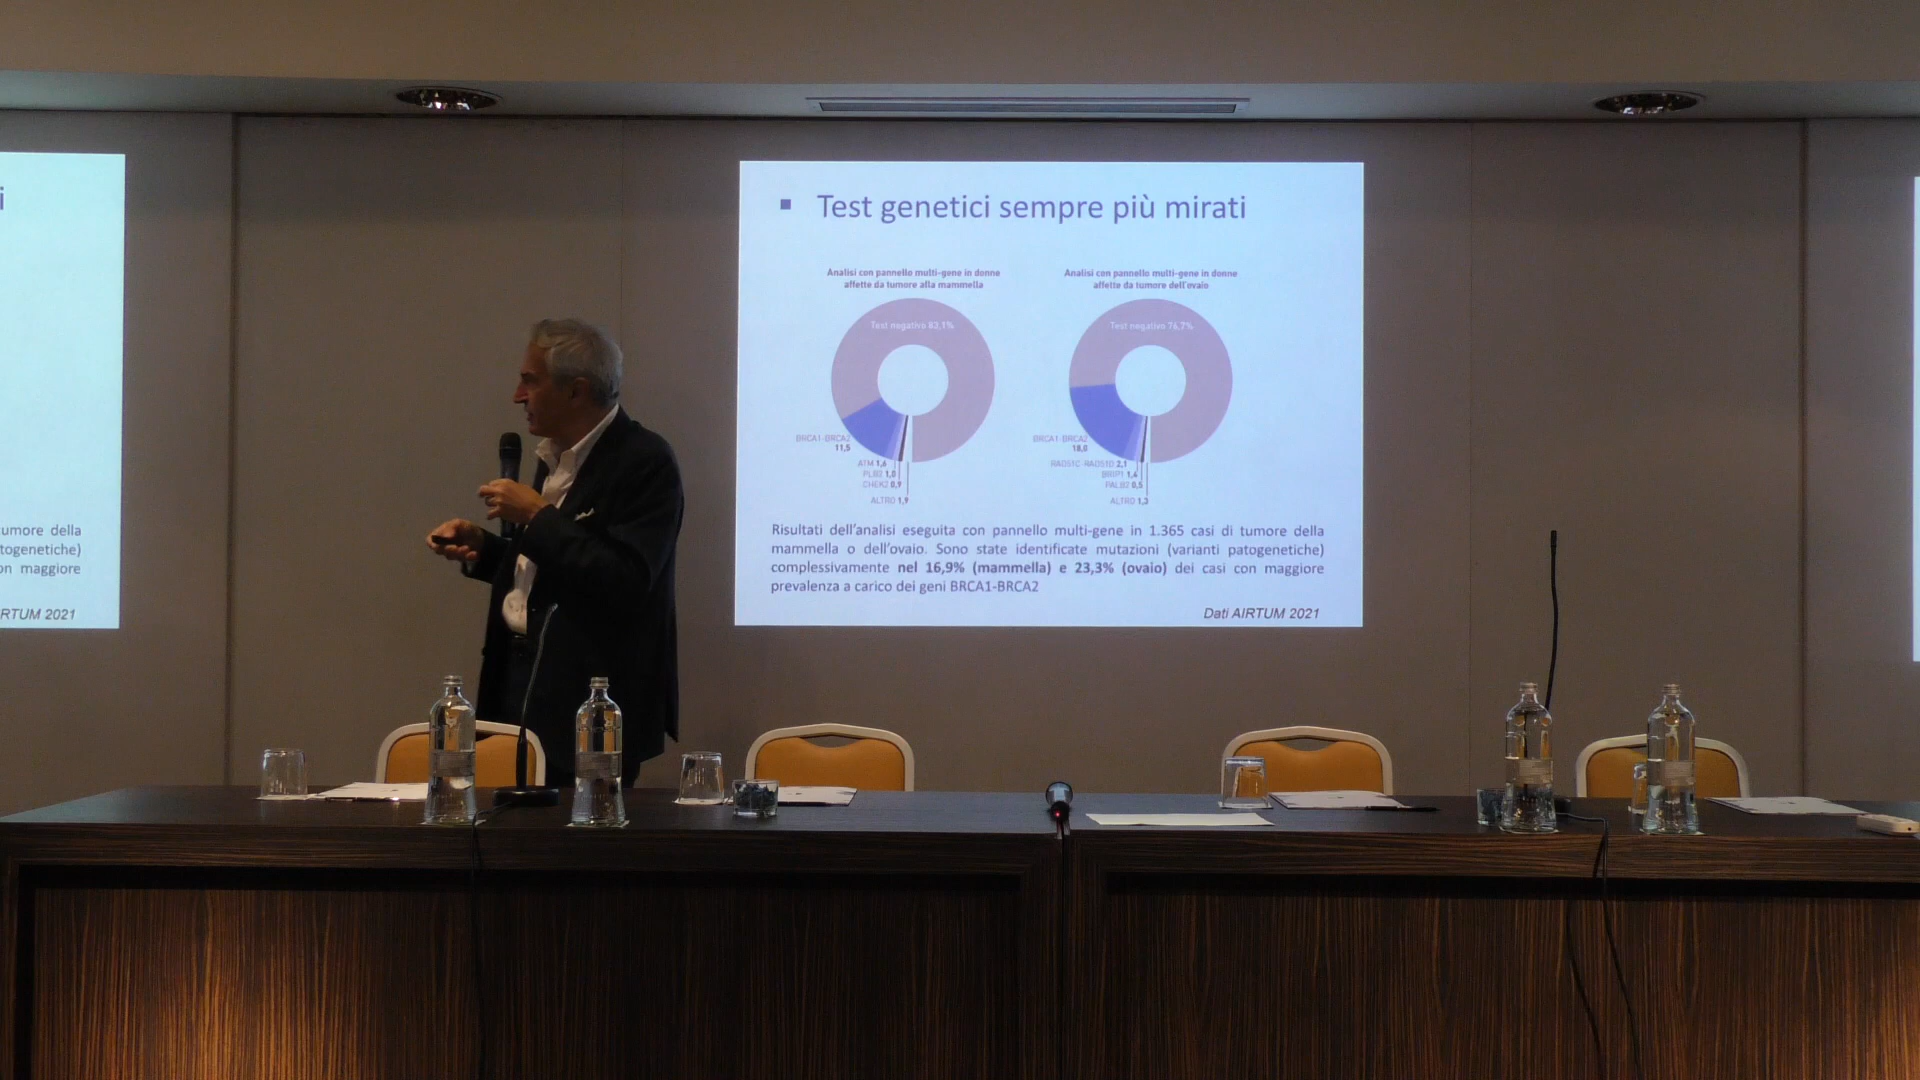 i
umore della
togenetiche)
on maggiore
RTUM 2021
▪ Test genetici sempre più mirati
Analisi con pannello multi-gene in donne
affette da tumore alla mammella
Test negativo 83,1%
BRCA1-BRCA2
11,5
ATM 1,6
PLB2 1,0
CHEK2 0,9
ALTRO 1,9
Analisi con pannello multi-gene in donne
affette da tumore dell'ovaio
Test negativo 76,7%
BRCA1-BRCA2
18,0
RAD51C-RAD51D 2,1
BRIP1 1,4
PALB2 0,5
ALTRO 1,3
Risultati dell'analisi eseguita con pannello multi-gene in 1.365 casi di tumore della
mammella o dell'ovaio. Sono state identificate mutazioni (varianti patogenetiche)
complessivamente nel 16,9% (mammella) e 23,3% (ovaio) dei casi con maggiore
prevalenza a carico dei geni BRCA1-BRCA2
Dati AIRTUM 2021